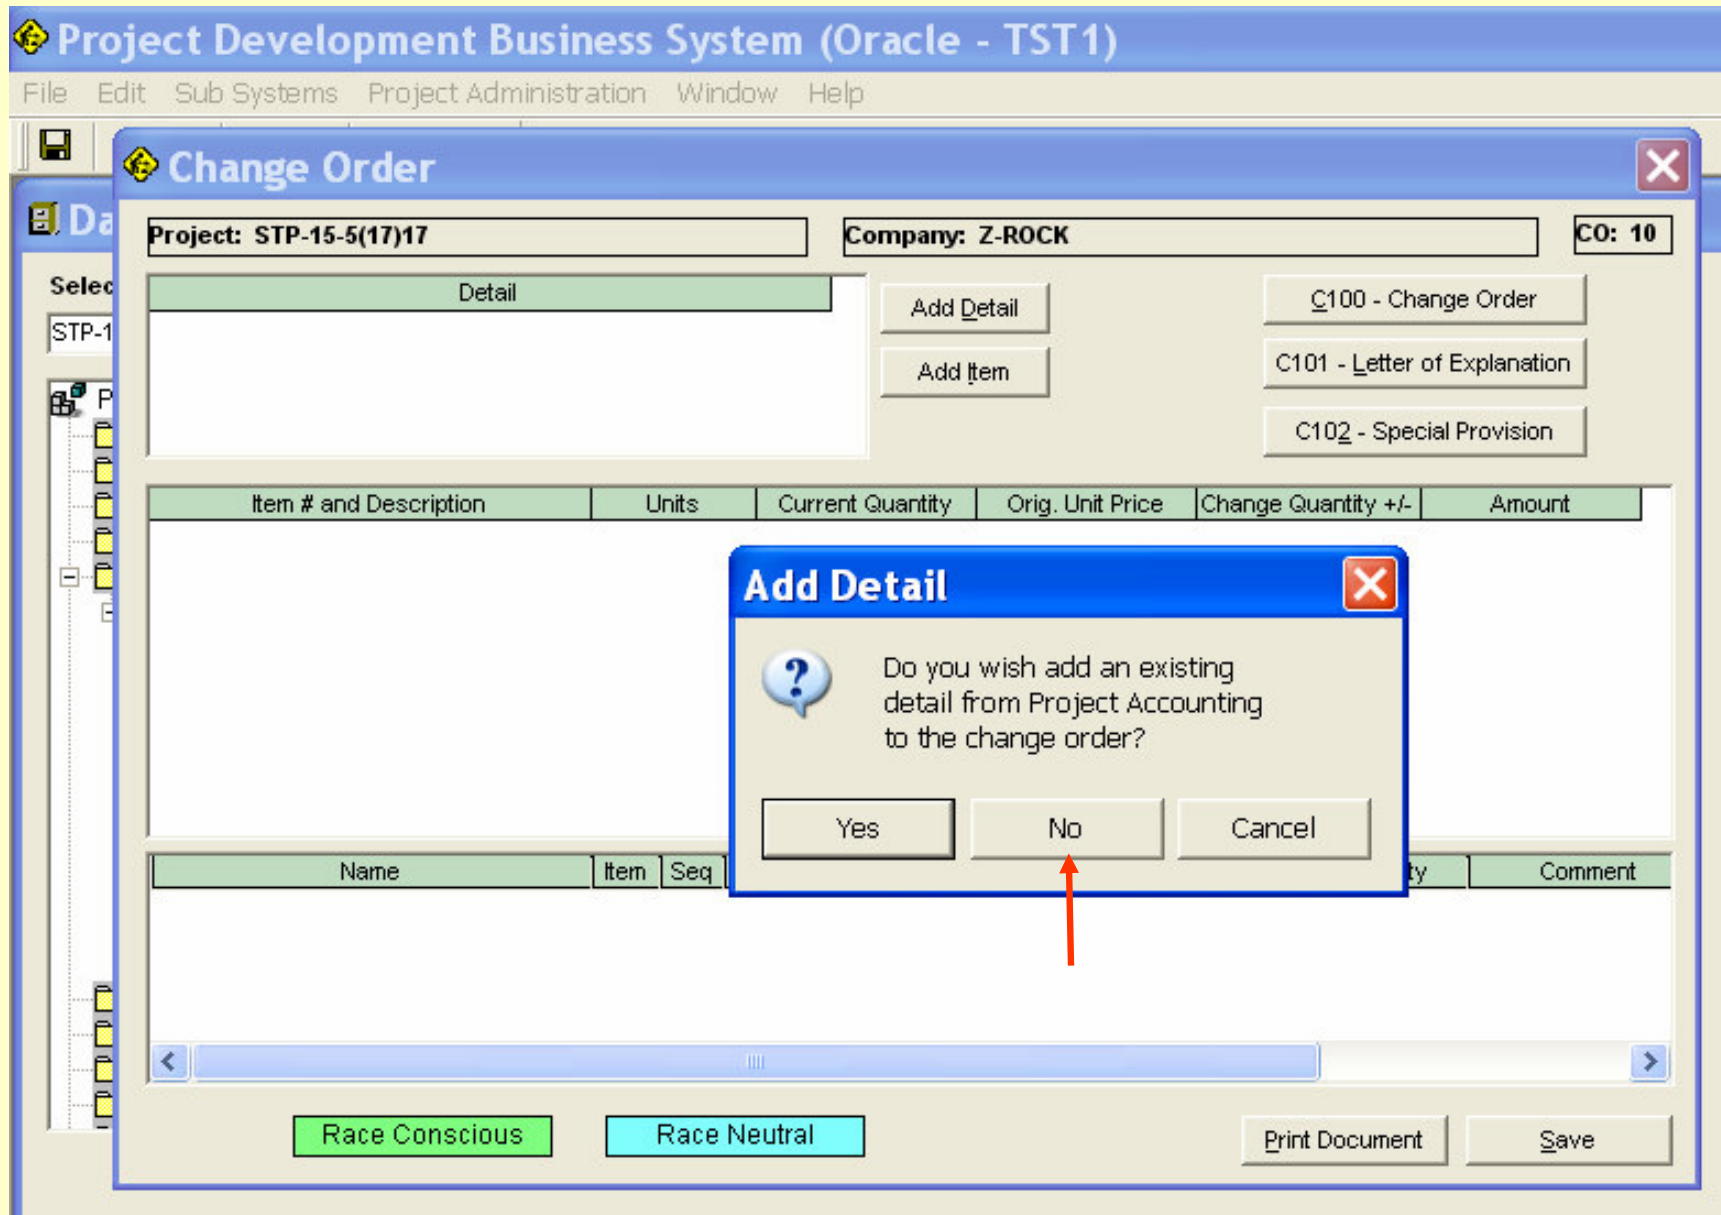 Project Development Business System (Oracle - TST1)
File Edit Sub Systems Project Administration Window Help
Change Order
Da
Project: STP-15-5(17)17
Company: Z-ROCK
CO: 10
Selec
STP-1
P
Detail
Add Detail
Add Item
C100 - Change Order
C101 - Letter of Explanation
C102 - Special Provision
Item # and Description Units Current Quantity Orig. Unit Price Change Quantity +/- Amount
Add Detail
Do you wish add an existing
detail from Project Accounting
to the change order?
Yes No Cancel
Name Item Seq ty Comment
Race Conscious Race Neutral
Print Document Save